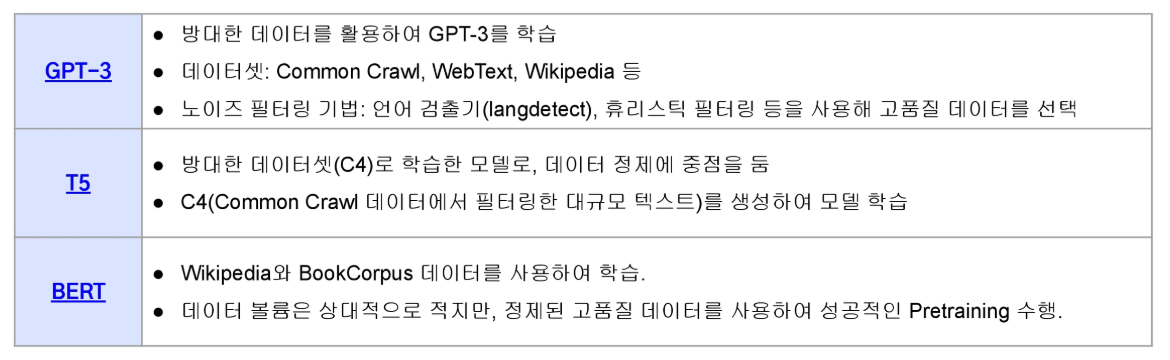 GPT-3
● 방대한 데이터를 활용하여 GPT-3를 학습
● 데이터셋: Common Crawl, WebText, Wikipedia 등
● 노이즈 필터링 기법: 언어 검출기(langdetect), 휴리스틱 필터링 등을 사용해 고품질 데이터를 선택
T5
● 방대한 데이터셋(C4)로 학습한 모델로, 데이터 정제에 중점을 둠
● C4(Common Crawl 데이터에서 필터링한 대규모 텍스트)를 생성하여 모델 학습
BERT
● Wikipedia와 BookCorpus 데이터를 사용하여 학습.
● 데이터 볼륨은 상대적으로 적지만, 정제된 고품질 데이터를 사용하여 성공적인 Pretraining 수행.